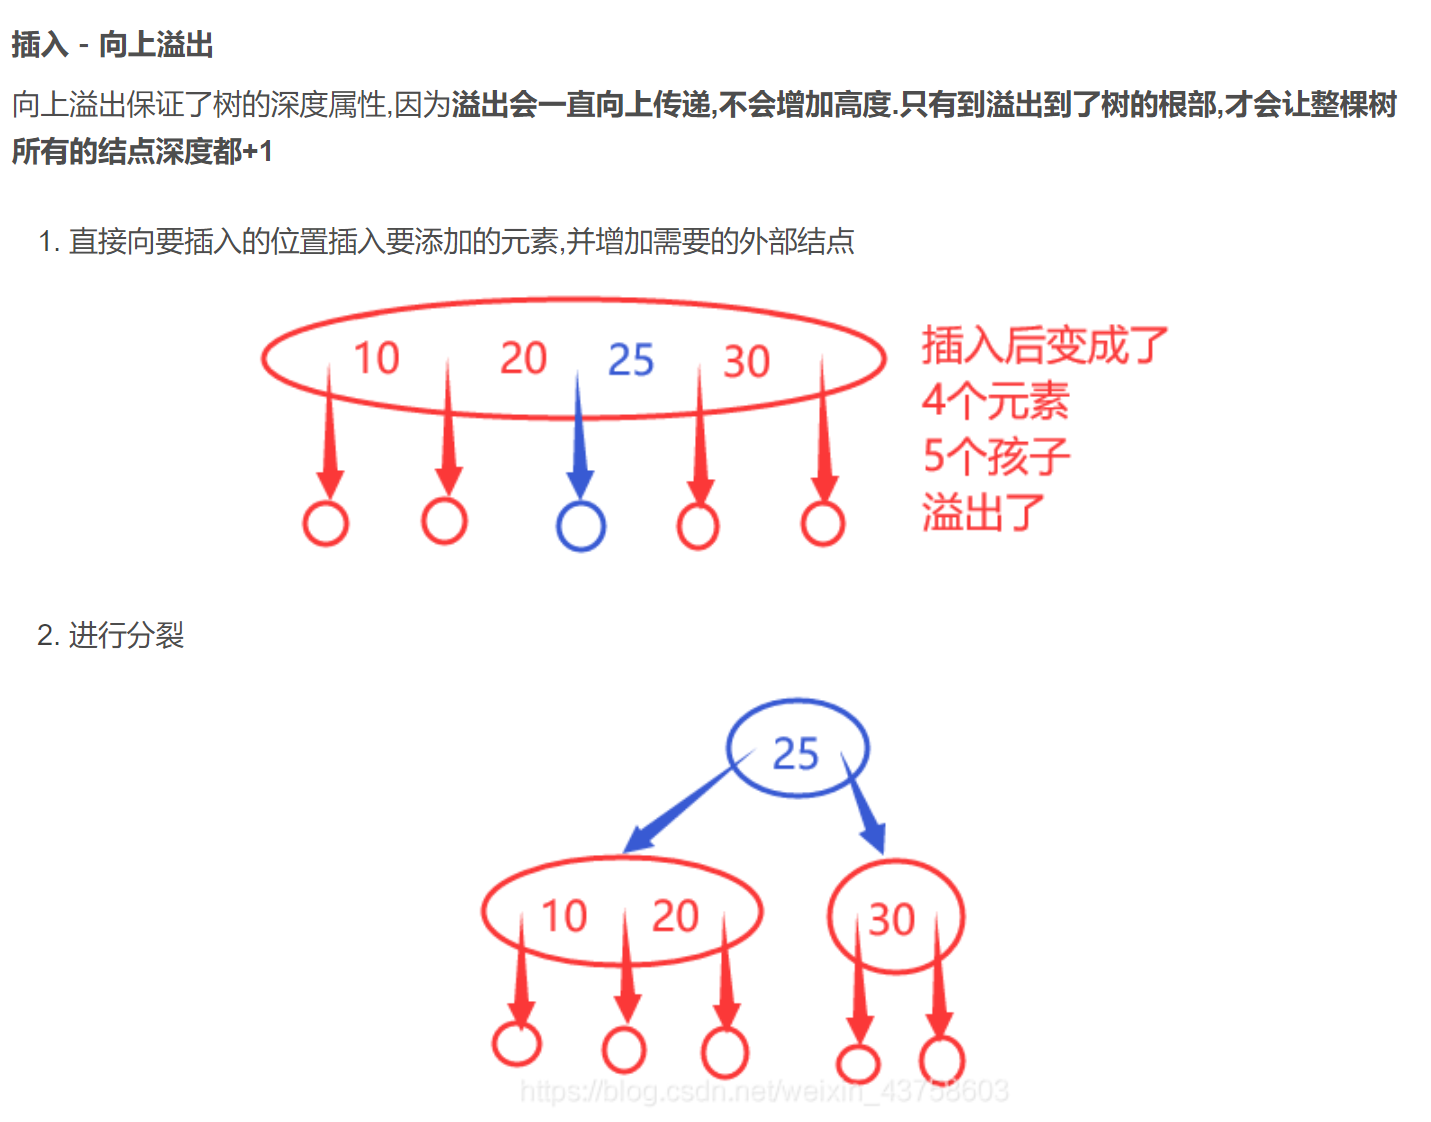 插入 - 向上溢出
向上溢出保证了树的深度属性,因为溢出会一直向上传递,不会增加高度.只有到溢出到了树的根部,才会让整棵树
所有的结点深度都+1
1. 直接向要插入的位置插入要添加的元素,并增加需要的外部结点
10 20 25 30
插入后变成了
4个元素
5个孩子
溢出了
2. 进行分裂
25
10 20 30
https://blog.csdn.net/weixin_43758603